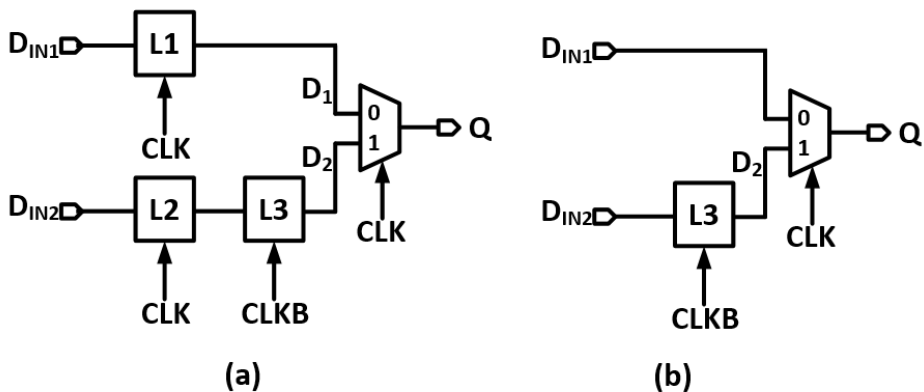 D_IN1
L1
CLK
D_1
0
1
Q
D_2
CLK
D_IN2
L2
L3
CLK
CLKB
(a)
D_IN1
0
1
Q
D_2
CLK
D_IN2
L3
CLKB
(b)